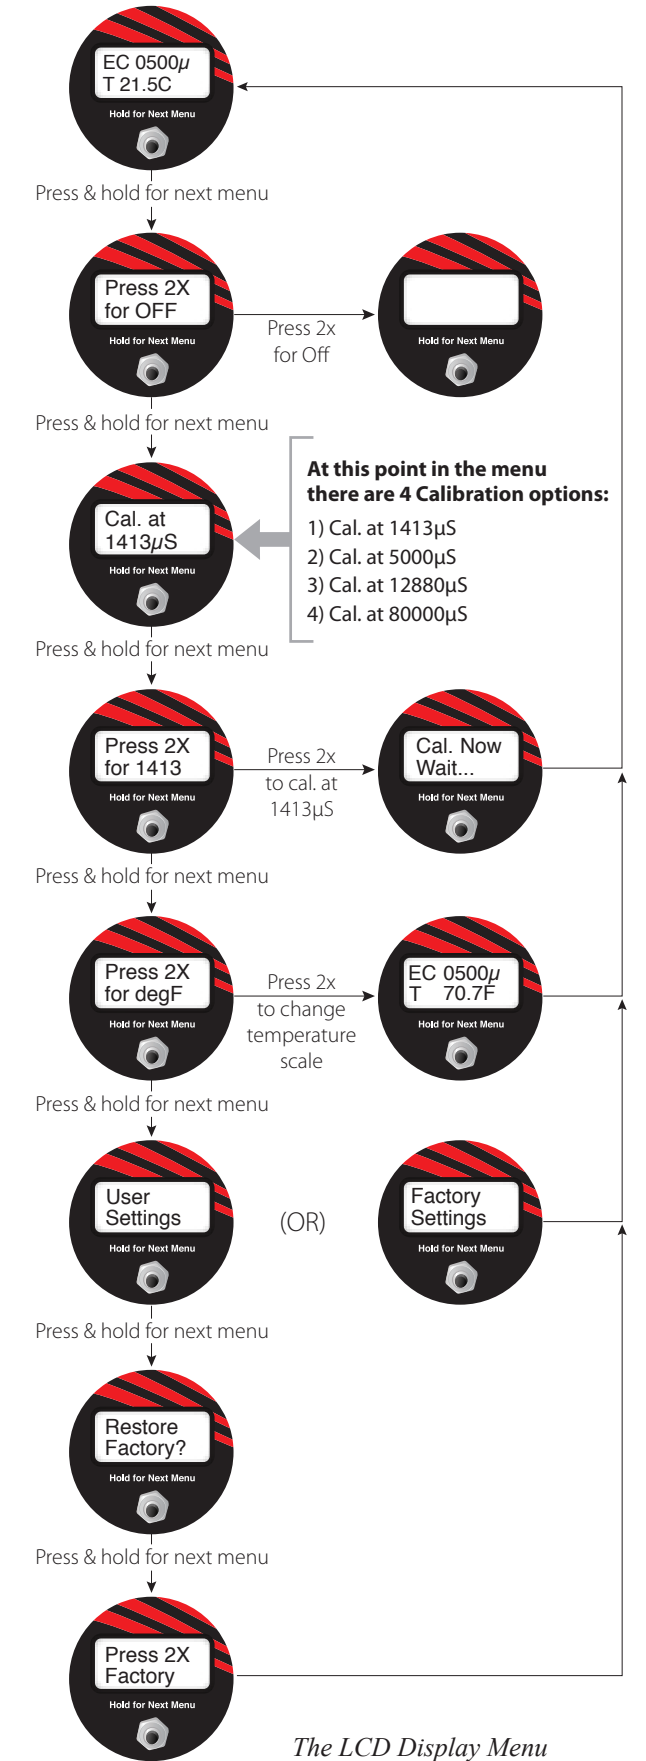 EC 0500µ
T 21.5C
Hold for Next Menu
Press & hold for next menu
Press 2X
for OFF
Hold for Next Menu
Press 2x
for Off
Hold for Next Menu
Press & hold for next menu
Cal. at
1413µS
Hold for Next Menu
At this point in the menu
there are 4 Calibration options:
1) Cal. at 1413µS
2) Cal. at 5000µS
3) Cal. at 12880µS
4) Cal. at 80000µS
Press & hold for next menu
Press 2X
for 1413
Hold for Next Menu
Press 2x
to cal. at
1413µS
Cal. Now
Wait...
Hold for Next Menu
Press & hold for next menu
Press 2X
for degF
Hold for Next Menu
Press 2x
to change
temperature
scale
EC 0500µ
T 70.7F
Hold for Next Menu
Press & hold for next menu
User
Settings
Hold for Next Menu
(OR)
Factory
Settings
Hold for Next Menu
Press & hold for next menu
Restore
Factory?
Hold for Next Menu
Press & hold for next menu
Press 2X
Factory
Hold for Next Menu
The LCD Display Menu